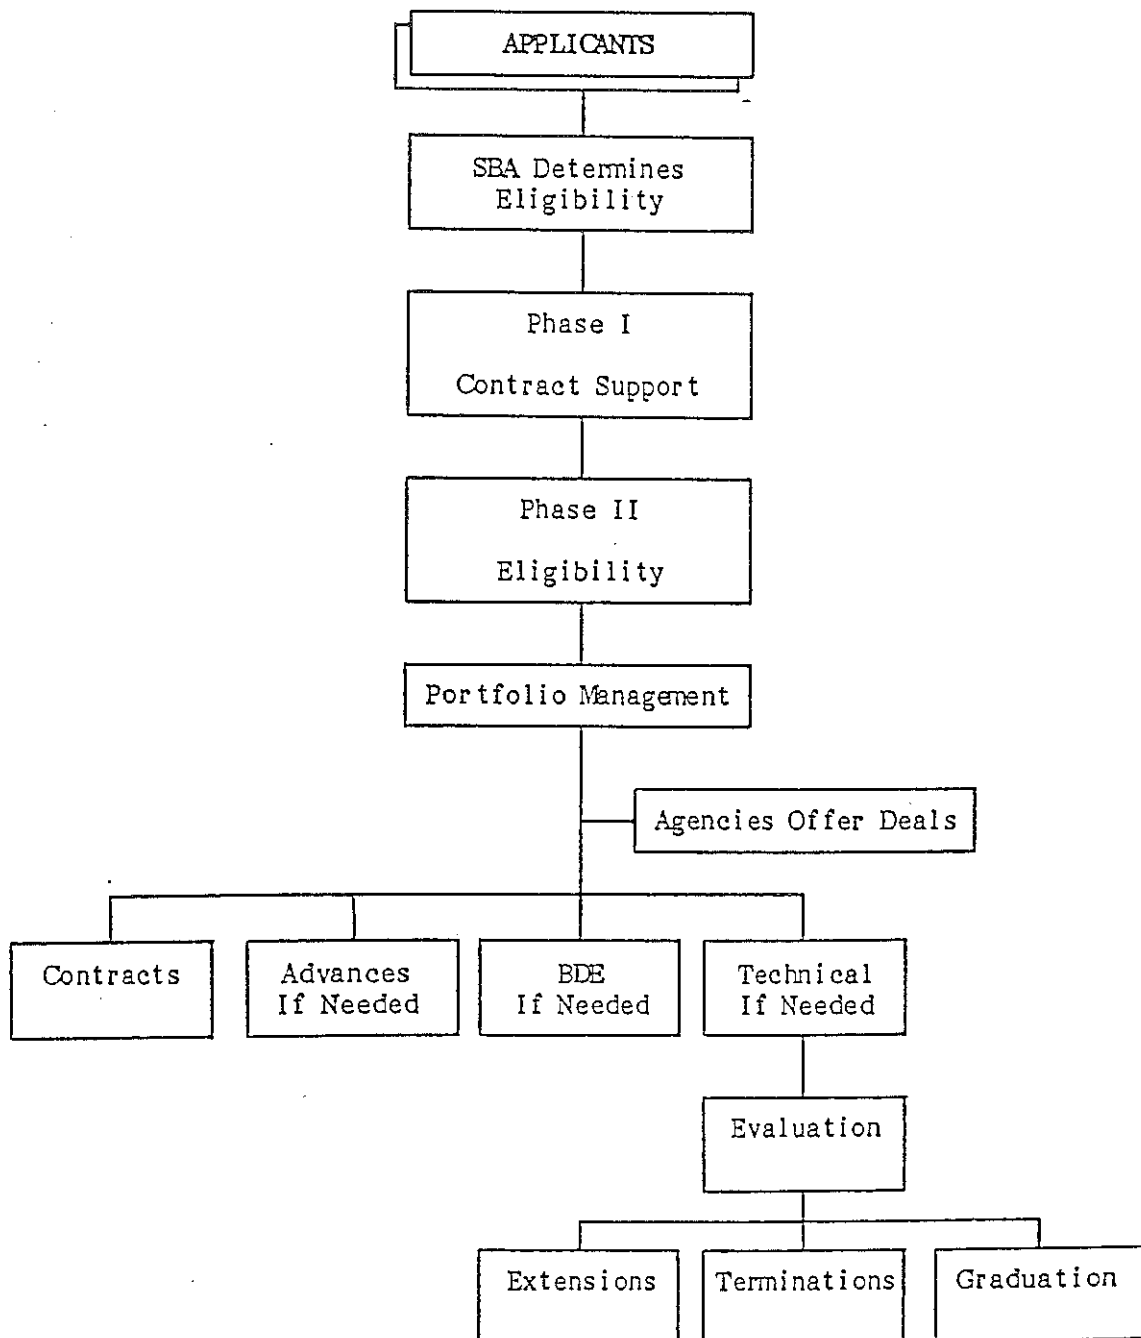 APPLICANTS
SBA Determines
Eligibility
Phase I
Contract Support
Phase II
Eligibility
Portfolio Management
Agencies Offer Deals
Contracts
Advances
If Needed
BDE
If Needed
Technical
If Needed
Evaluation
Extensions
Terminations
Graduation